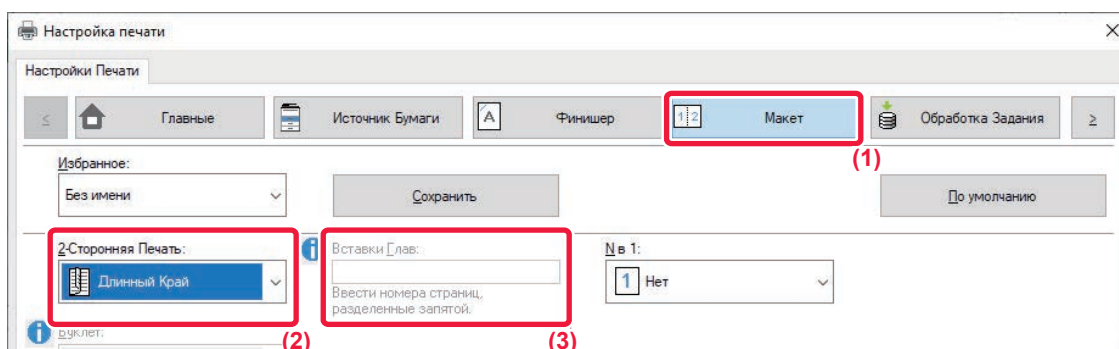 Настройка печати
Настройки Печати
Главные
Источник Бумаги
Финишер
Макет
Обработка Задания
(1)
Избранное:
Без имени
Сохранить
По умолчанию
2-Сторонняя Печать:
Длинный Край
Вставки Глав:
Ввести номера страниц,
разделенные запятой.
N в 1:
1 Нет
Буклет:
(2)
(3)